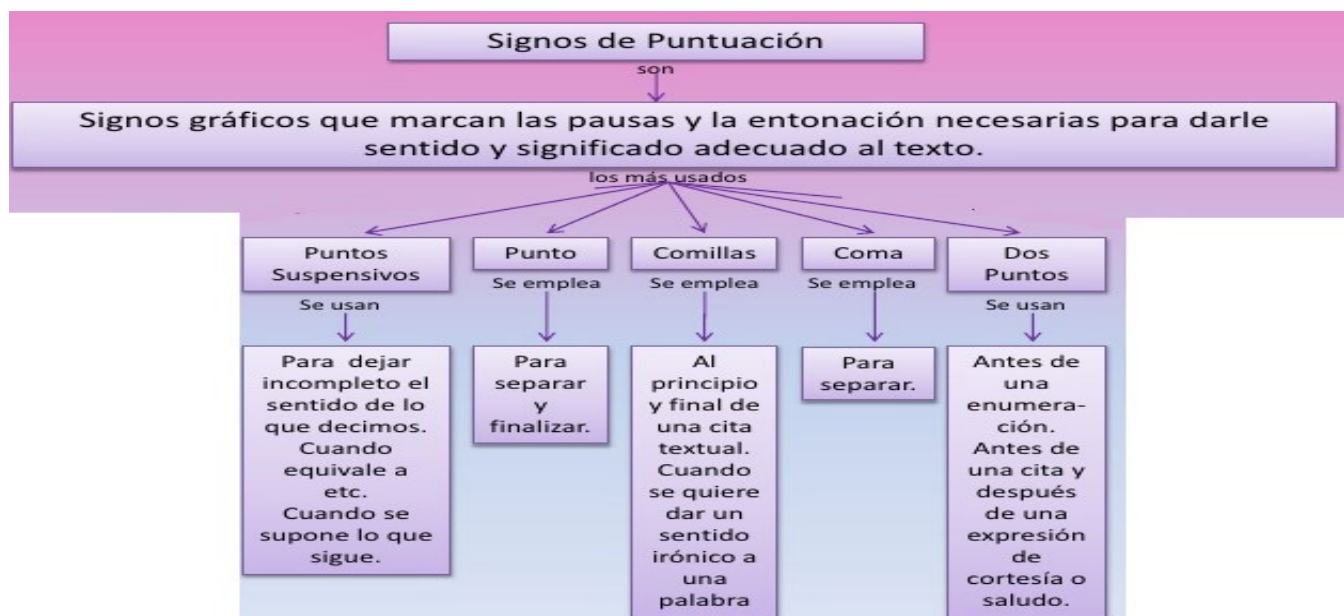 Signos de Puntuación
son
Signos gráficos que marcan las pausas y la entonación necesarias para darle
sentido y significado adecuado al texto.
los más usados
Puntos
Suspensivos
Se usan
Para dejar
incompleto el
sentido de lo
que decimos.
Cuando
equivale a
etc.
Cuando se
supone lo que
sigue.
Punto
Se emplea
Para
separar
y
finalizar.
Comillas
Se emplea
Al
principio
y final de
una cita
textual.
Cuando
se quiere
dar un
sentido
irónico a
una
palabra
Coma
Se emplea
Para
separar.
Dos
Puntos
Se usan
Antes de
una
enumera-
ción.
Antes de
una cita y
después
de una
expresión
de
cortesía o
saludo.